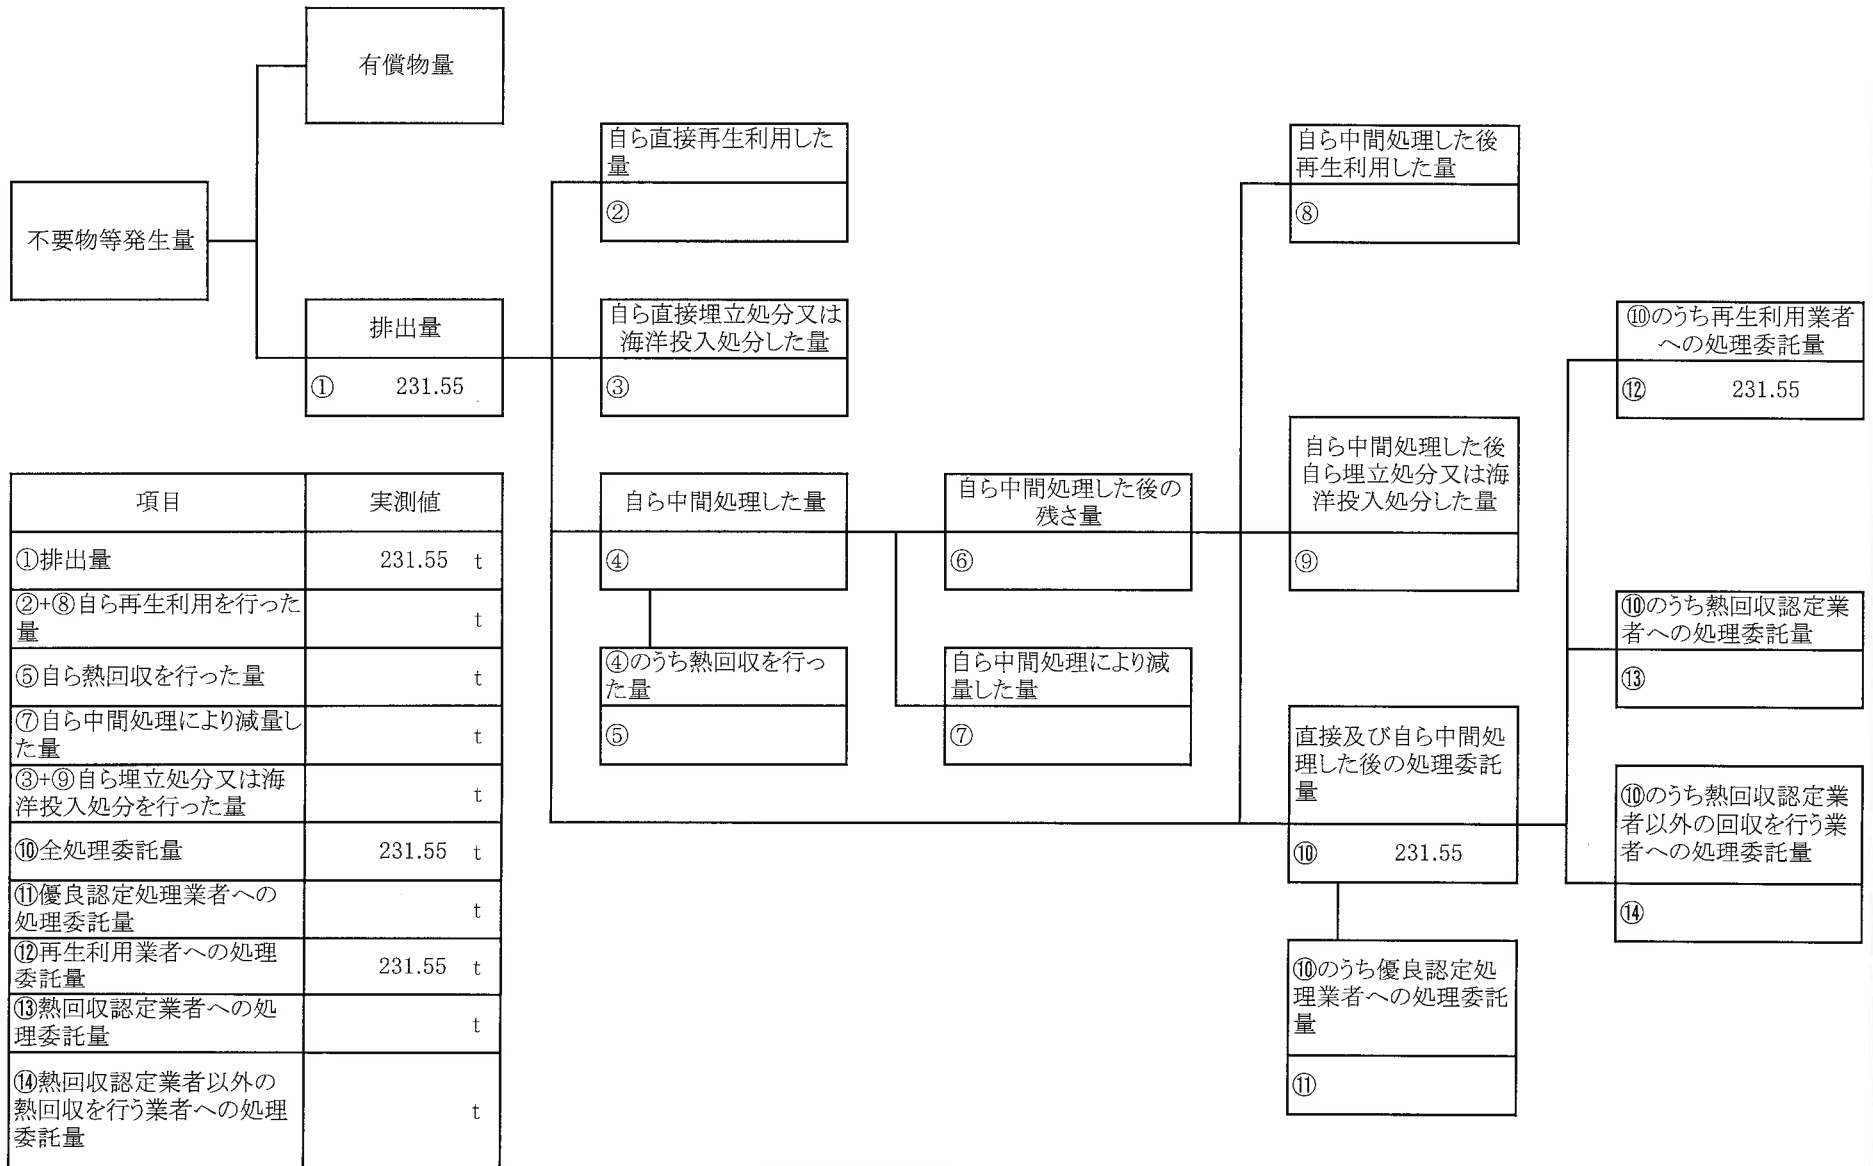 有償物量
不要物等発生量
排出量
① 231.55
自ら直接再生利用した
量
②
自ら直接埋立処分又は
海洋投入処分した量
③
自ら中間処理した量
④
④のうち熱回収を行っ
た量
⑤
自ら中間処理した後の
残さ量
⑥
自ら中間処理により減
量した量
⑦
自ら中間処理した後
再生利用した量
⑧
自ら中間処理した後
自ら埋立処分又は海
洋投入処分した量
⑨
直接及び自ら中間処
理した後の処理委託
量
⑩ 231.55
⑩のうち優良認定処
理業者への処理委託
量
⑪
⑩のうち再生利用業者
への処理委託量
⑫ 231.55
⑩のうち熱回収認定業
者への処理委託量
⑬
⑩のうち熱回収認定業
者以外の回収を行う業
者への処理委託量
⑭
項目 実測値
①排出量 231.55 t
②+⑧自ら再生利用を行った
量 t
⑤自ら熱回収を行った量 t
⑦自ら中間処理により減量し
た量 t
③+⑨自ら埋立処分又は海
洋投入処分を行った量 t
⑩全処理委託量 231.55 t
⑪優良認定処理業者への
処理委託量 t
⑫再生利用業者への処理
委託量 231.55 t
⑬熱回収認定業者への処
理委託量 t
⑭熱回収認定業者以外の
熱回収を行う業者への処理 t
委託量